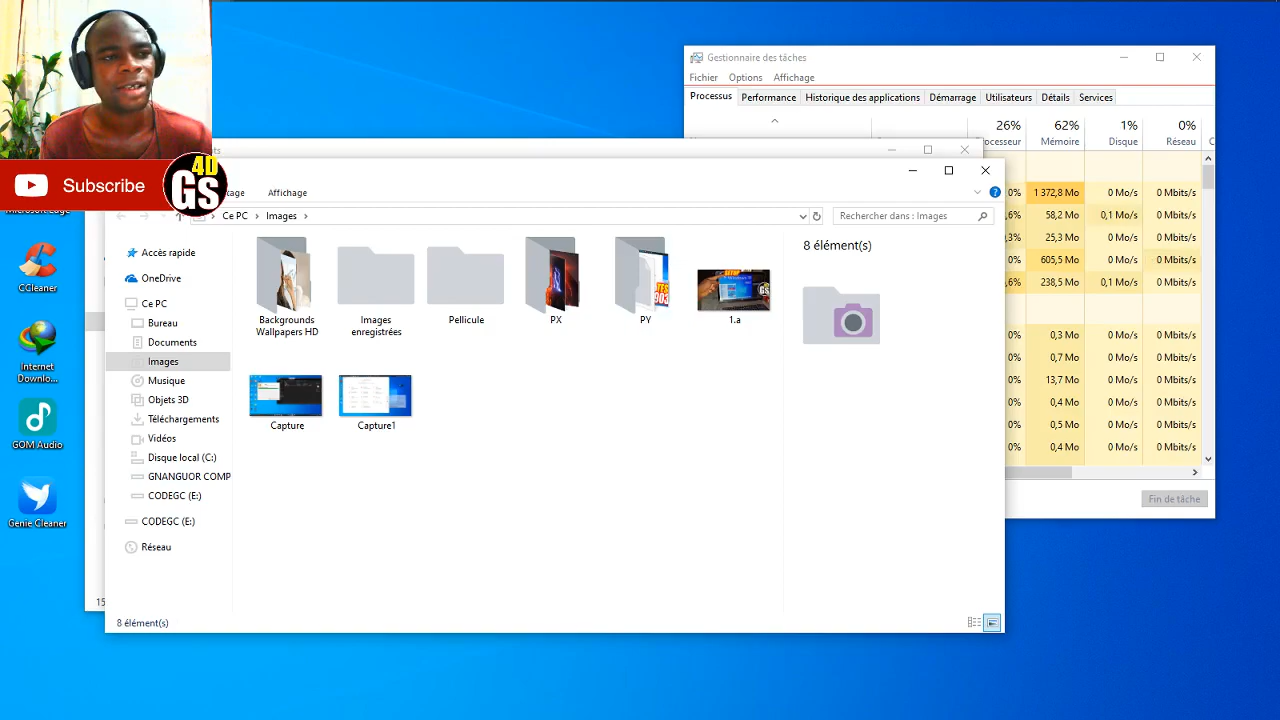 Gestionnaire des tâches
Fichier Options Affichage
Processus Performance Historique des applications Démarrage Utilisateurs Détails Services
26% 62% 1% 0%
Mémoire Disque Réseau
0% 1 372,8 Mo 0 Mo/s 0 Mbits/s
58,2 Mo 0,1 Mo/s 0 Mbits/s
25,3 Mo 0 Mo/s 0 Mbits/s
0% 605,5 Mo 0 Mo/s 0 Mbits/s
238,5 Mo 0,1 Mo/s 0 Mbits/s
0% 0,3 Mo 0 Mo/s 0 Mbits/s
0% 0,7 Mo 0 Mo/s 0 Mbits/s
0% 13,7 Mo 0 Mo/s 0 Mbits/s
0% 0,4 Mo 0 Mo/s 0 Mbits/s
0% 0,5 Mo 0 Mo/s 0 Mbits/s
0% 0,4 Mo 0 Mo/s 0 Mbits/s
Fin de tâche
Subscribe
4D
GS
Affichage
Ce PC > Images >
Rechercher dans : Images
CCleaner
Internet
Downlo...
GOM Audio
Genie Cleaner
Accès rapide
OneDrive
Ce PC
Bureau
Documents
Images
Musique
Objets 3D
Téléchargements
Vidéos
Disque local (C:)
GNANGUOR COMP
CODEGC (E:)
CODEGC (E:)
Réseau
Backgrounds
Wallpapers HD
Images
enregistrées
Pellicule
PX
PY
1.a
Capture
Capture1
8 élément(s)
15
8 élément(s)